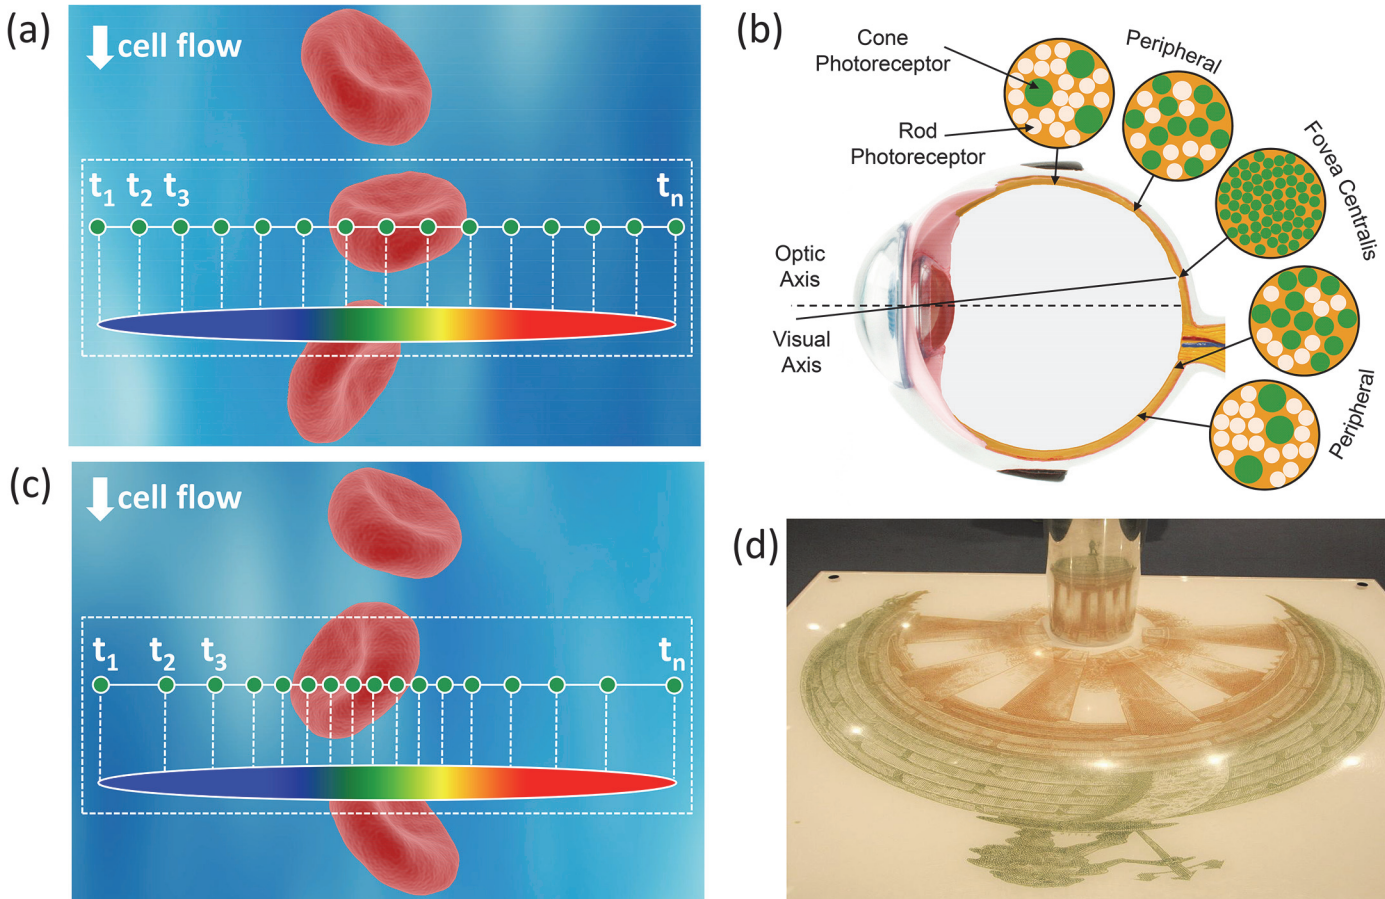 (a)
cell flow
t1 t2 t3 tn
(b)
Cone
Photoreceptor
Rod
Photoreceptor
Peripheral
Fovea Centralis
Optic
Axis
Visual
Axis
Peripheral
(c)
cell flow
t1 t2 t3 tn
(d)